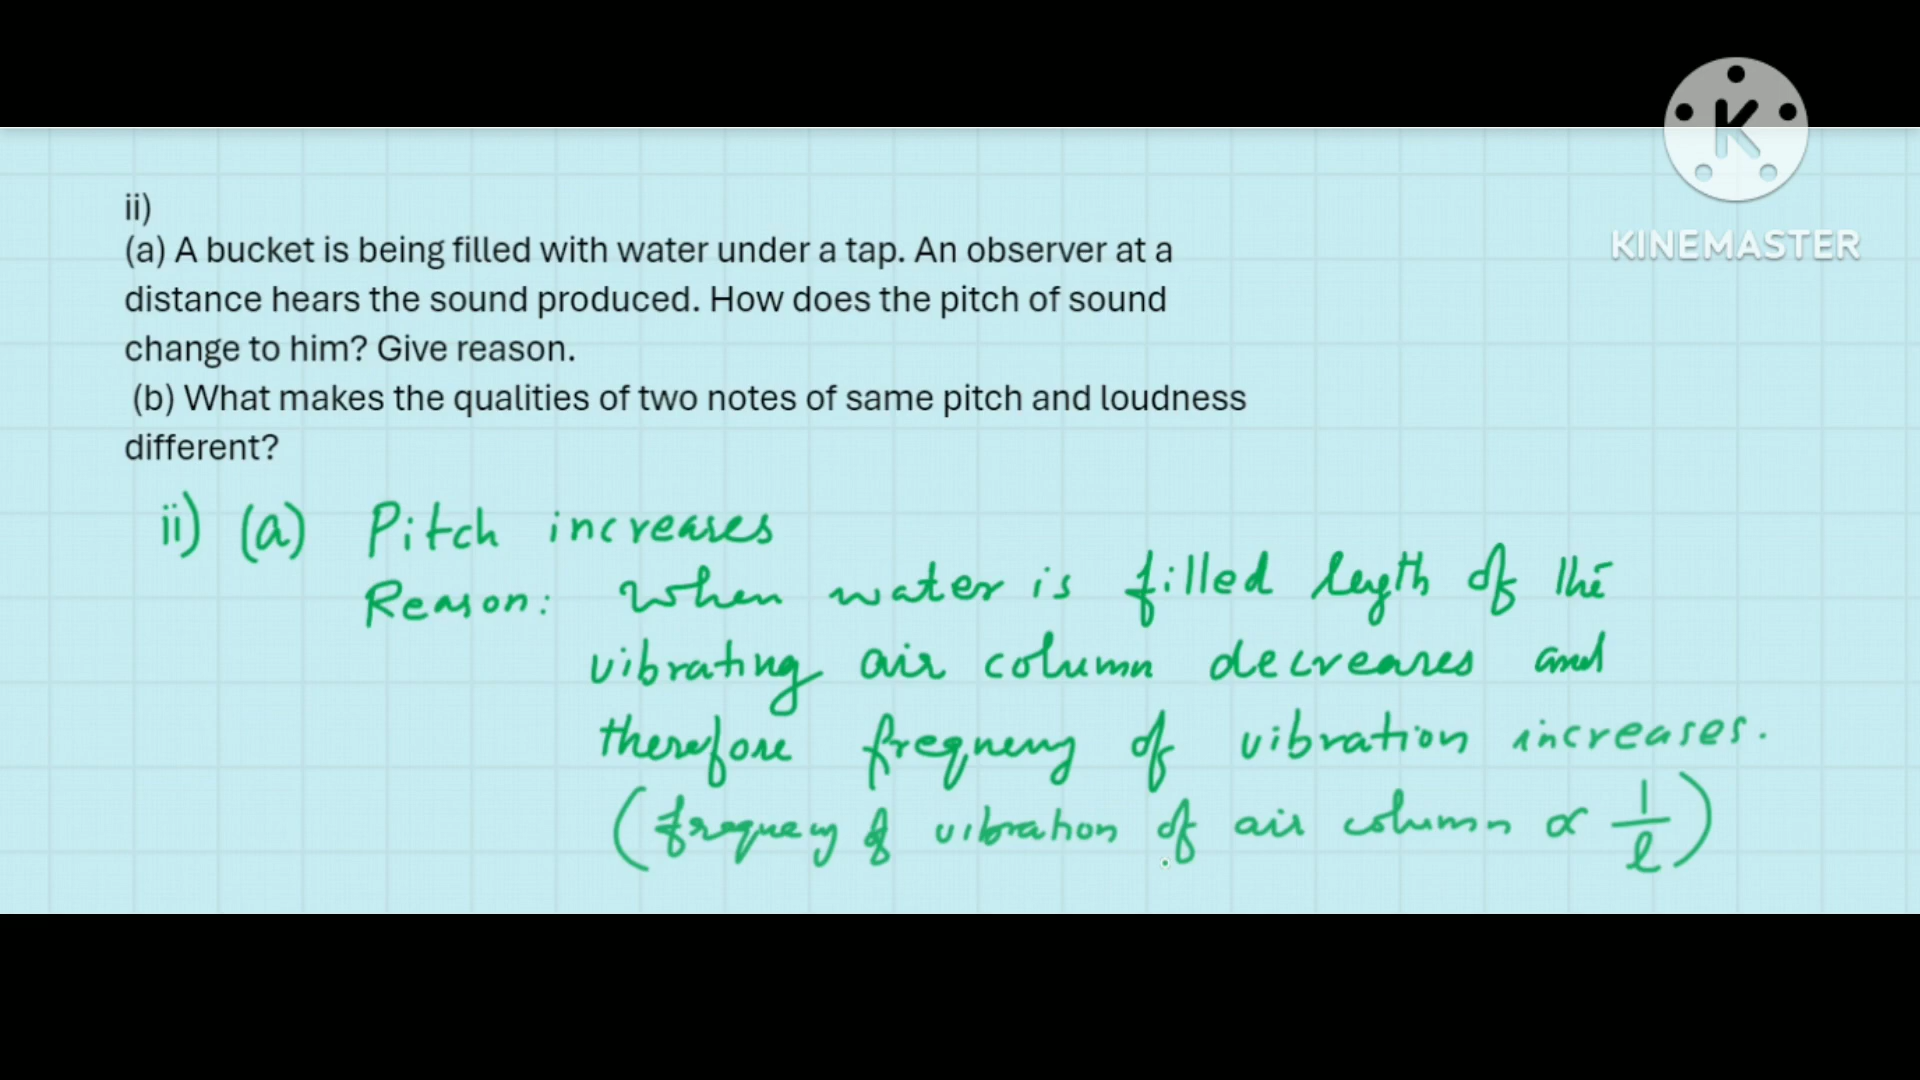 KINEMASTER
ii)
(a) A bucket is being filled with water under a tap. An observer at a
distance hears the sound produced. How does the pitch of sound
change to him? Give reason.
(b) What makes the qualities of two notes of same pitch and loudness
different?
ii) (a) Pitch increases
Reason: When water is filled length of the
vibrating air column decreases and
therefore frequency of vibration increases.
(frequency of vibration of air column ∝ 1/l)